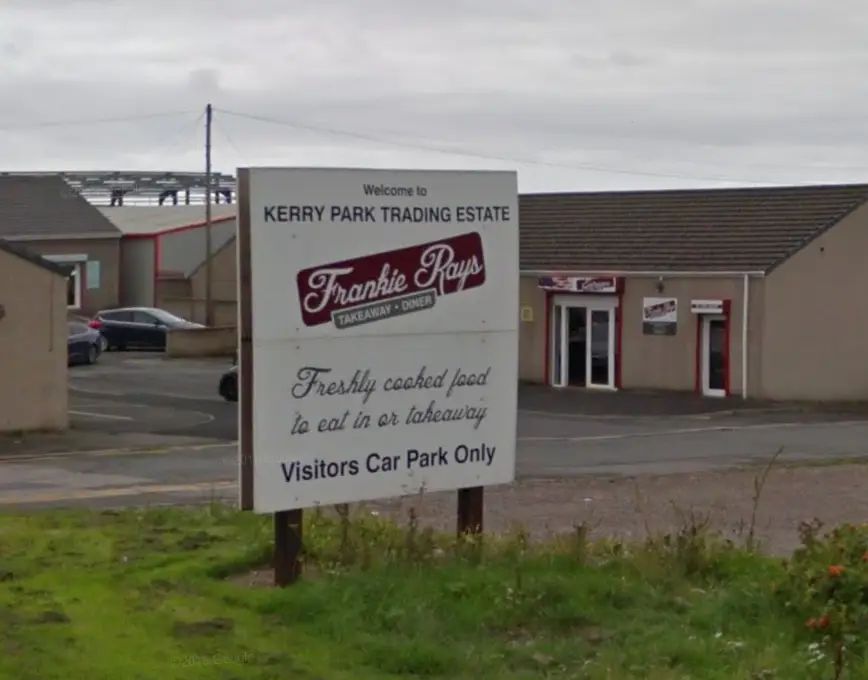 Welcome to
KERRY PARK TRADING ESTATE
Frankie Rays
TAKEAWAY • DINER
Freshly cooked food
to eat in or takeaway
Visitors Car Park Only